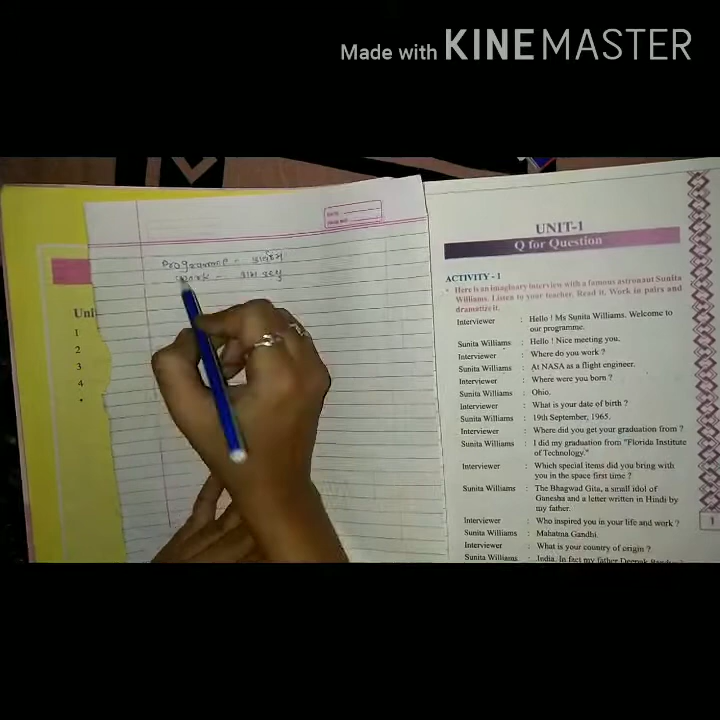 Made with KINEMASTER
Programme - કાર્યક્રમ
work - કામ કરવું
Uni
1
2
3
4
UNIT-1
Q for Question
ACTIVITY - 1
• Here is an imaginary interview with a famous astronaut Sunita
Williams. Listen to your teacher. Read it. Work in pairs and
dramatize it.
Interviewer : Hello ! Ms Sunita Williams. Welcome to
our programme.
Sunita Williams : Hello ! Nice meeting you.
Interviewer : Where do you work ?
Sunita Williams : At NASA as a flight engineer.
Interviewer : Where were you born ?
Sunita Williams : Ohio.
Interviewer : What is your date of birth ?
Sunita Williams : 19th September, 1965.
Interviewer : Where did you get your graduation from ?
Sunita Williams : I did my graduation from "Florida Institute
of Technology."
Interviewer : Which special items did you bring with
you in the space first time ?
Sunita Williams : The Bhagwad Gita, a small idol of
Ganesha and a letter written in Hindi by
my father.
Interviewer : Who inspired you in your life and work ?
Sunita Williams : Mahatma Gandhi.
Interviewer : What is your country of origin ?
Sunita Williams : India. In fact my father Deepak
1